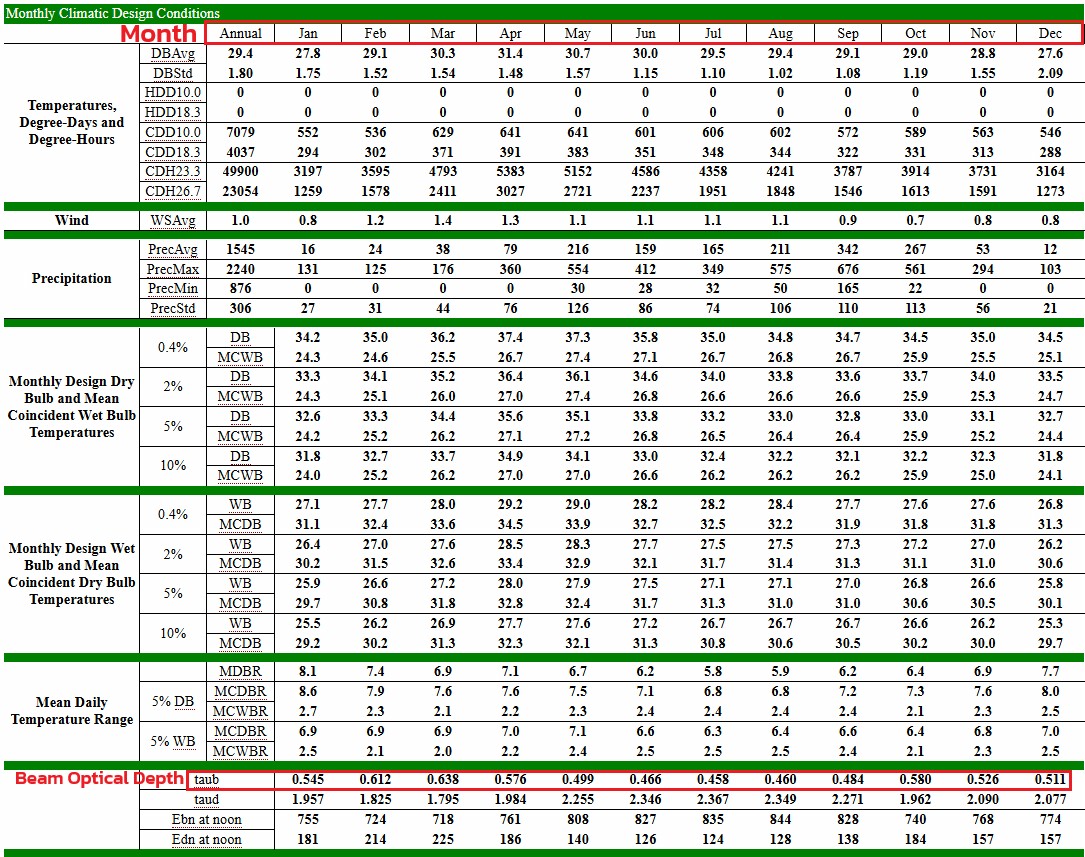 Monthly Climatic Design Conditions
Month Annual Jan Feb Mar Apr May Jun Jul Aug Sep Oct Nov Dec
Temperatures, Degree-Days and Degree-Hours
DBAvg 29.4 27.8 29.1 30.3 31.4 30.7 30.0 29.5 29.4 29.1 29.0 28.8 27.6
DBStd 1.80 1.75 1.52 1.54 1.48 1.57 1.15 1.10 1.02 1.08 1.19 1.55 2.09
HDD10.0 0 0 0 0 0 0 0 0 0 0 0 0 0
HDD18.3 0 0 0 0 0 0 0 0 0 0 0 0 0
CDD10.0 7079 552 536 629 641 641 601 606 602 572 589 563 546
CDD18.3 4037 294 302 371 391 383 351 348 344 322 331 313 288
CDH23.3 49900 3197 3595 4793 5383 5152 4586 4358 4241 3787 3914 3731 3164
CDH26.7 23054 1259 1578 2411 3027 2721 2237 1951 1848 1546 1613 1591 1273
Wind WSAvg 1.0 0.8 1.2 1.4 1.3 1.1 1.1 1.1 1.1 0.9 0.7 0.8 0.8
Precipitation
PrecAvg 1545 16 24 38 79 216 159 165 211 342 267 53 12
PrecMax 2240 131 125 176 360 554 412 349 575 676 561 294 103
PrecMin 876 0 0 0 0 30 28 32 50 165 22 0 0
PrecStd 306 27 31 44 76 126 86 74 106 110 113 56 21
Monthly Design Dry Bulb and Mean Coincident Wet Bulb Temperatures
0.4% DB 34.2 35.0 36.2 37.4 37.3 35.8 35.0 34.8 34.7 34.5 35.0 34.5
MCWB 24.3 24.6 25.5 26.7 27.4 27.1 26.7 26.8 26.7 25.9 25.5 25.1
2% DB 33.3 34.1 35.2 36.4 36.1 34.6 34.0 33.8 33.6 33.7 34.0 33.5
MCWB 24.3 25.1 26.0 27.0 27.4 26.8 26.6 26.6 26.6 25.9 25.3 24.7
5% DB 32.6 33.3 34.4 35.6 35.1 33.8 33.2 33.0 32.8 33.0 33.1 32.7
MCWB 24.2 25.2 26.2 27.1 27.2 26.8 26.5 26.4 26.4 25.9 25.2 24.4
10% DB 31.8 32.7 33.7 34.9 34.1 33.0 32.4 32.2 32.1 32.2 32.3 31.8
MCWB 24.0 25.2 26.2 27.0 27.0 26.6 26.2 26.2 26.2 25.9 25.0 24.1
Monthly Design Wet Bulb and Mean Coincident Dry Bulb Temperatures
0.4% WB 27.1 27.7 28.0 29.2 29.0 28.2 28.2 28.4 27.7 27.6 27.6 26.8
MCDB 31.1 32.4 33.6 34.5 33.9 32.7 32.5 32.2 31.9 31.8 31.8 31.3
2% WB 26.4 27.0 27.6 28.5 28.3 27.7 27.5 27.5 27.3 27.2 27.0 26.2
MCDB 30.2 31.5 32.6 33.4 32.9 32.1 31.7 31.4 31.3 31.1 31.0 30.6
5% WB 25.9 26.6 27.2 28.0 27.9 27.5 27.1 27.1 27.0 26.8 26.6 25.8
MCDB 29.7 30.8 31.8 32.8 32.4 31.7 31.3 31.0 31.0 30.6 30.5 30.1
10% WB 25.5 26.2 26.9 27.7 27.6 27.2 26.7 26.7 26.7 26.6 26.2 25.3
MCDB 29.2 30.2 31.3 32.3 32.1 31.3 30.8 30.6 30.5 30.2 30.0 29.7
Mean Daily Temperature Range
MDBR 8.1 7.4 6.9 7.1 6.7 6.2 5.8 5.9 6.2 6.4 6.9 7.7
5% DB MCDBR 8.6 7.9 7.6 7.6 7.5 7.1 6.8 6.8 7.2 7.3 7.6 8.0
MCWBR 2.7 2.3 2.1 2.2 2.3 2.4 2.4 2.4 2.4 2.1 2.3 2.5
5% WB MCDBR 6.9 6.9 6.9 7.0 7.1 6.6 6.3 6.4 6.6 6.4 6.8 7.0
MCWBR 2.5 2.1 2.0 2.2 2.4 2.5 2.5 2.5 2.4 2.1 2.3 2.5
Beam Optical Depth taub 0.545 0.612 0.638 0.576 0.499 0.466 0.458 0.460 0.484 0.580 0.526 0.511
taud 1.957 1.825 1.795 1.984 2.255 2.346 2.367 2.349 2.271 1.962 2.090 2.077
Ebn at noon 755 724 718 761 808 827 835 844 828 740 768 774
Edn at noon 181 214 225 186 140 126 124 128 138 184 157 157